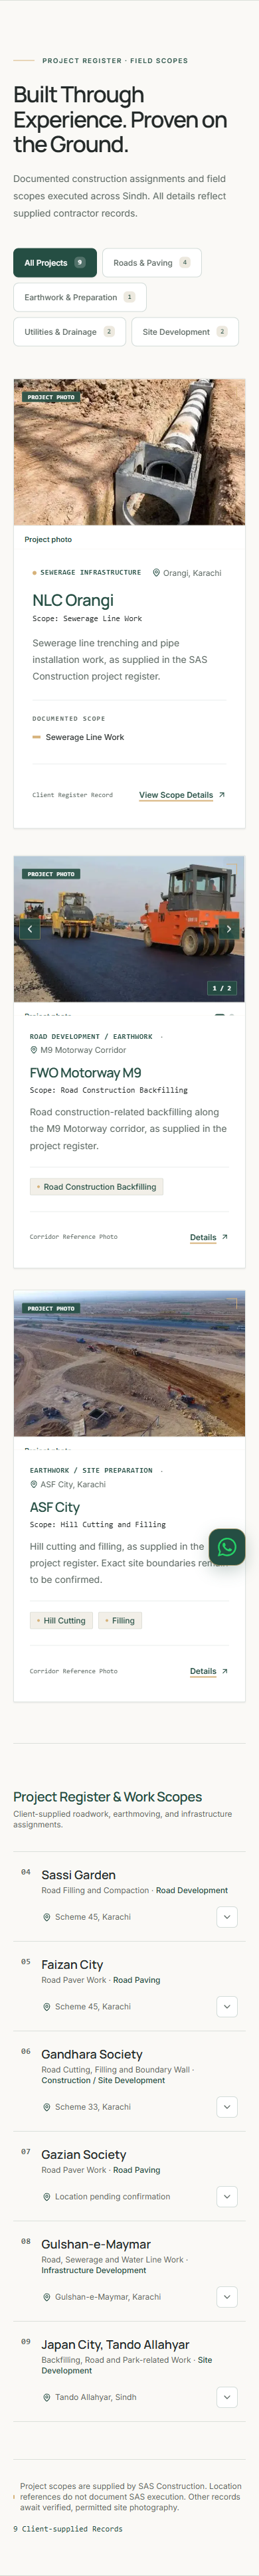 PROJECT REGISTER · FIELD SCOPES
Built Through
Experience. Proven on
the Ground.
Documented construction assignments and field
scopes executed across Sindh. All details reflect
supplied contractor records.
All Projects 9
Roads & Paving 4
Earthwork & Preparation 1
Utilities & Drainage 2
Site Development 2
PROJECT PHOTO
Project photo
SEWERAGE INFRASTRUCTURE
Orangi, Karachi
NLC Orangi
Scope: Sewerage Line Work
Sewerage line trenching and pipe
installation work, as supplied in the SAS
Construction project register.
DOCUMENTED SCOPE
Sewerage Line Work
Client Register Record
View Scope Details
PROJECT PHOTO
1 / 2
Project photo
ROAD DEVELOPMENT / EARTHWORK ·
M9 Motorway Corridor
FWO Motorway M9
Scope: Road Construction Backfilling
Road construction-related backfilling along
the M9 Motorway corridor, as supplied in the
project register.
Road Construction Backfilling
Corridor Reference Photo
Details
PROJECT PHOTO
Project photo
EARTHWORK / SITE PREPARATION ·
ASF City, Karachi
ASF City
Scope: Hill Cutting and Filling
Hill cutting and filling, as supplied in the
project register. Exact site boundaries
to be confirmed.
Hill Cutting
Filling
Corridor Reference Photo
Details
Project Register & Work Scopes
Client-supplied roadwork, earthmoving, and infrastructure
assignments.
04
Sassi Garden
Road Filling and Compaction · Road Development
Scheme 45, Karachi
05
Faizan City
Road Paver Work · Road Paving
Scheme 45, Karachi
06
Gandhara Society
Road Cutting, Filling and Boundary Wall ·
Construction / Site Development
Scheme 33, Karachi
07
Gazian Society
Road Paver Work · Road Paving
Location pending confirmation
08
Gulshan-e-Maymar
Road, Sewerage and Water Line Work ·
Infrastructure Development
Gulshan-e-Maymar, Karachi
09
Japan City, Tando Allahyar
Backfilling, Road and Park-related Work · Site
Development
Tando Allahyar, Sindh
Project scopes are supplied by SAS Construction. Location
references do not document SAS execution. Other records
await verified, permitted site photography.
9 Client-supplied Records